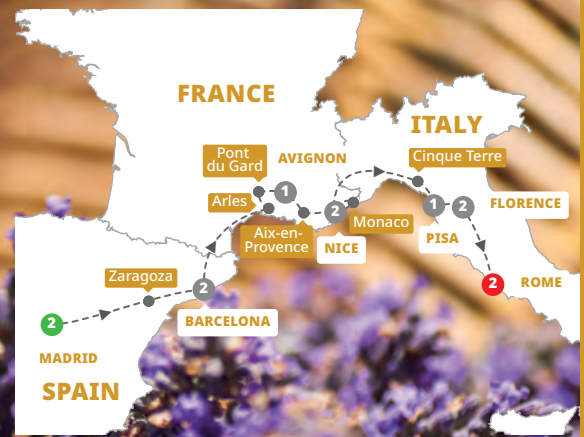 FRANCE
ITALY
Pont
du Gard
AVIGNON
1
Cinque Terre
Arles
2
Monaco
1
2
FLORENCE
Aix-en-
Provence
NICE
PISA
Zaragoza
2
BARCELONA
2
ROME
2
MADRID
SPAIN